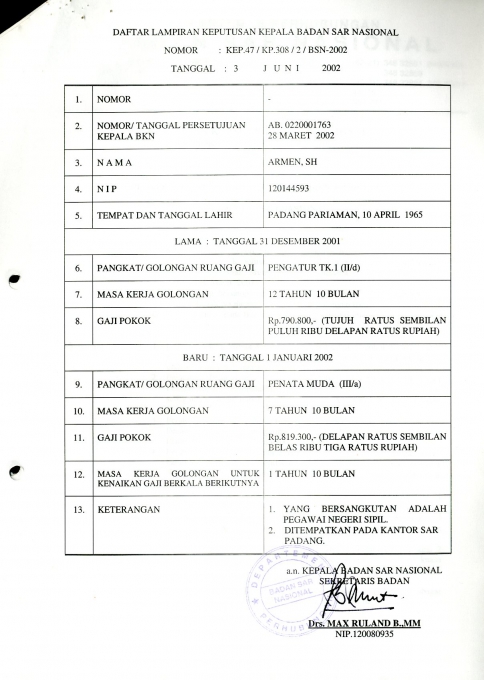 DAFTAR LAMPIRAN KEPUTUSAN KEPALA BADAN SAR NASIONAL
NOMOR : KEP.47 / KP.308 / 2 / BSN-2002
TANGGAL : 3 J U N I 2002
1. NOMOR -
2. NOMOR/ TANGGAL PERSETUJUAN AB. 0220001763
KEPALA BKN 28 MARET 2002
3. N A M A ARMEN, SH
4. N I P 120144593
5. TEMPAT DAN TANGGAL LAHIR PADANG PARIAMAN, 10 APRIL 1965
LAMA : TANGGAL 31 DESEMBER 2001
6. PANGKAT/ GOLONGAN RUANG GAJI PENGATUR TK.1 (II/d)
7. MASA KERJA GOLONGAN 12 TAHUN 10 BULAN
8. GAJI POKOK Rp.790.800,- (TUJUH RATUS SEMBILAN
PULUH RIBU DELAPAN RATUS RUPIAH)
BARU : TANGGAL 1 JANUARI 2002
9. PANGKAT/ GOLONGAN RUANG GAJI PENATA MUDA (III/a)
10. MASA KERJA GOLONGAN 7 TAHUN 10 BULAN
11. GAJI POKOK Rp.819.300,- (DELAPAN RATUS SEMBILAN
BELAS RIBU TIGA RATUS RUPIAH)
12. MASA KERJA GOLONGAN UNTUK 1 TAHUN 10 BULAN
KENAIKAN GAJI BERKALA BERIKUTNYA
13. KETERANGAN 1. YANG BERSANGKUTAN ADALAH
PEGAWAI NEGERI SIPIL.
2. DITEMPATKAN PADA KANTOR SAR
PADANG.
a.n. KEPALA BADAN SAR NASIONAL
SEKRETARIS BADAN
DEPARTEMEN
BADAN SAR
NASIONAL
Drs. MAX RULAND B.,MM
NIP.120080935